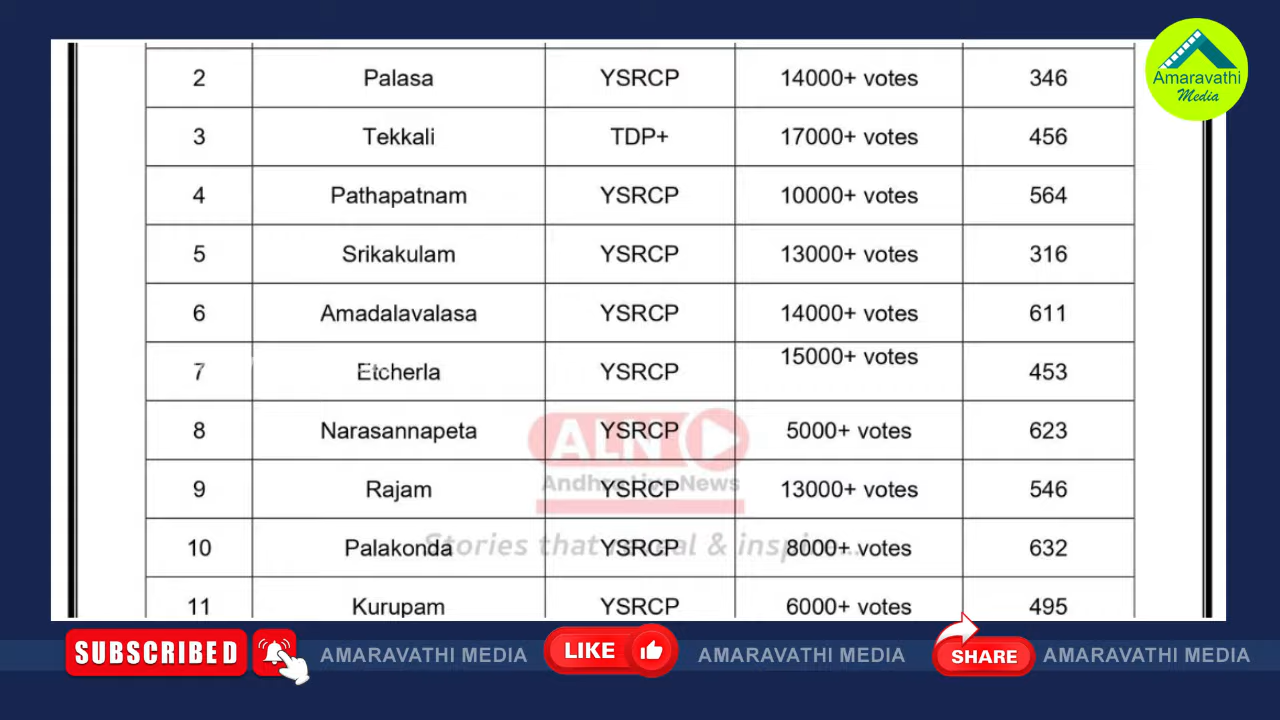 Amaravathi
Media
2 Palasa YSRCP 14000+ votes 346
3 Tekkali TDP+ 17000+ votes 456
4 Pathapatnam YSRCP 10000+ votes 564
5 Srikakulam YSRCP 13000+ votes 316
6 Amadalavalasa YSRCP 14000+ votes 611
7 Etcherla YSRCP 15000+ votes 453
8 Narasannapeta YSRCP 5000+ votes 623
9 Rajam YSRCP 13000+ votes 546
10 Palakonda YSRCP 8000+ votes 632
11 Kurupam YSRCP 6000+ votes 495
ALN
News
Stories that & 
SUBSCRIBED AMARAVATHI MEDIA LIKE AMARAVATHI MEDIA SHARE AMARAVATHI MEDIA